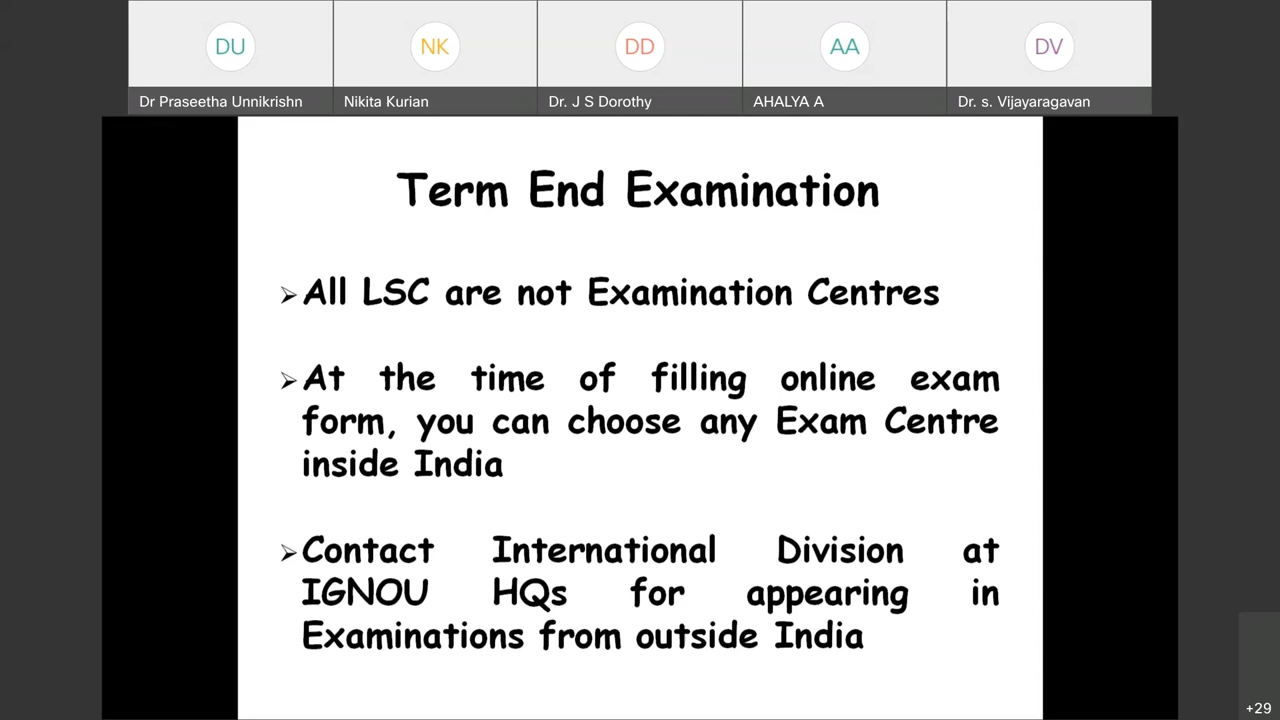 DU
NK
DD
AA
DV
Dr Praseetha Unnikrishn
Nikita Kurian
Dr. J S Dorothy
AHALYA A
Dr. s. Vijayaragavan
Term End Examination
➢All LSC are not Examination Centres
➢At the time of filling online exam
form, you can choose any Exam Centre
inside India
➢Contact International Division at
IGNOU HQs for appearing in
Examinations from outside India
+29